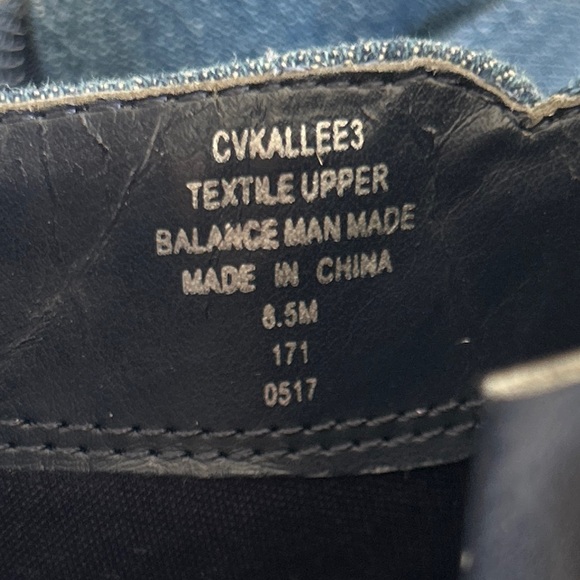 CVKALLEE3
TEXTILE UPPER
BALANCE MAN MADE
MADE IN CHINA
8.5M
171
0517